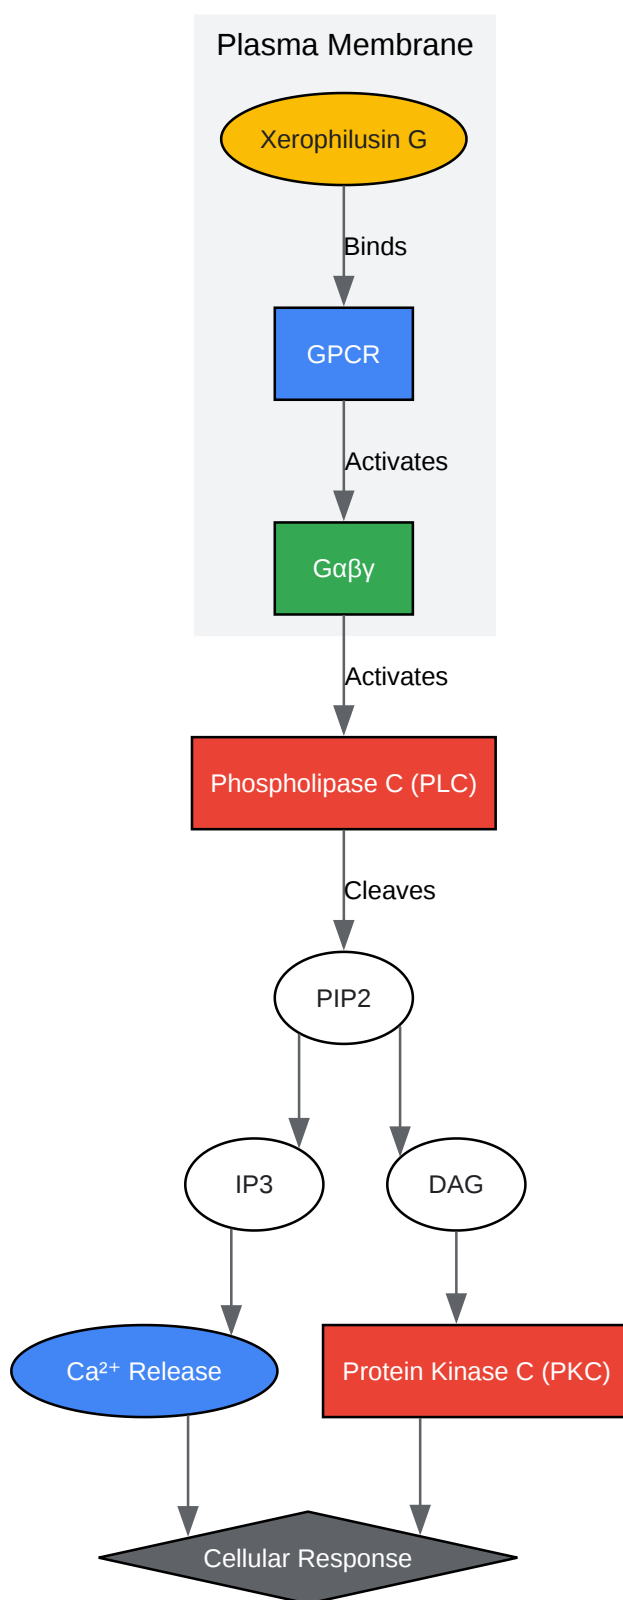 Plasma Membrane
Xerophilusin G
Binds
GPCR
Activates
Gαβγ
Activates
Phospholipase C (PLC)
Cleaves
PIP2
IP3
DAG
Ca²⁺ Release
Protein Kinase C (PKC)
Cellular Response